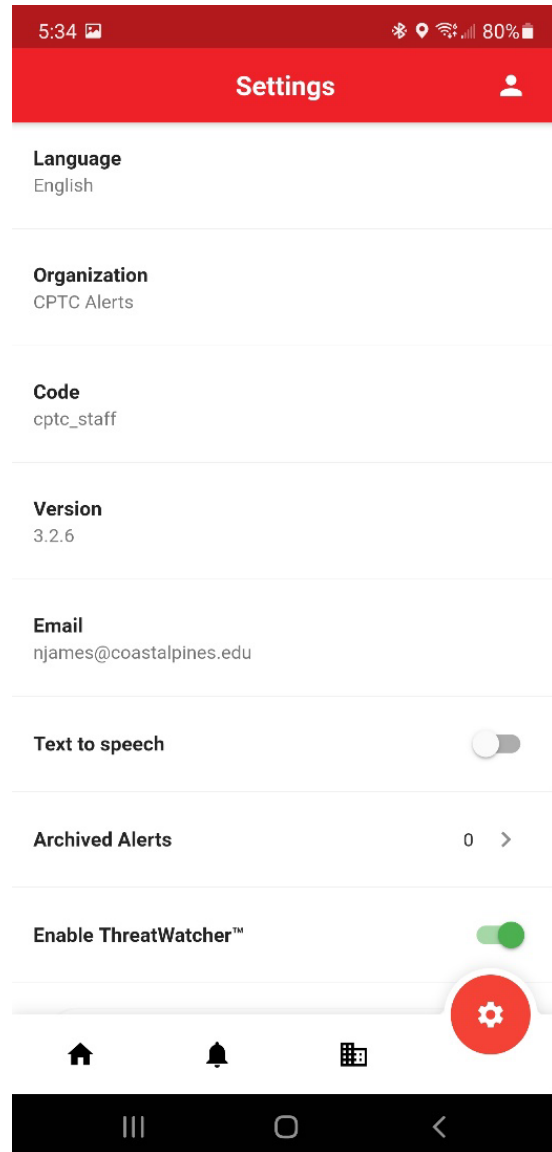 5:34 80%
Settings
Language
English
Organization
CPTC Alerts
Code
cptc_staff
Version
3.2.6
Email
njames@coastalpines.edu
Text to speech
Archived Alerts 0
Enable ThreatWatcher™